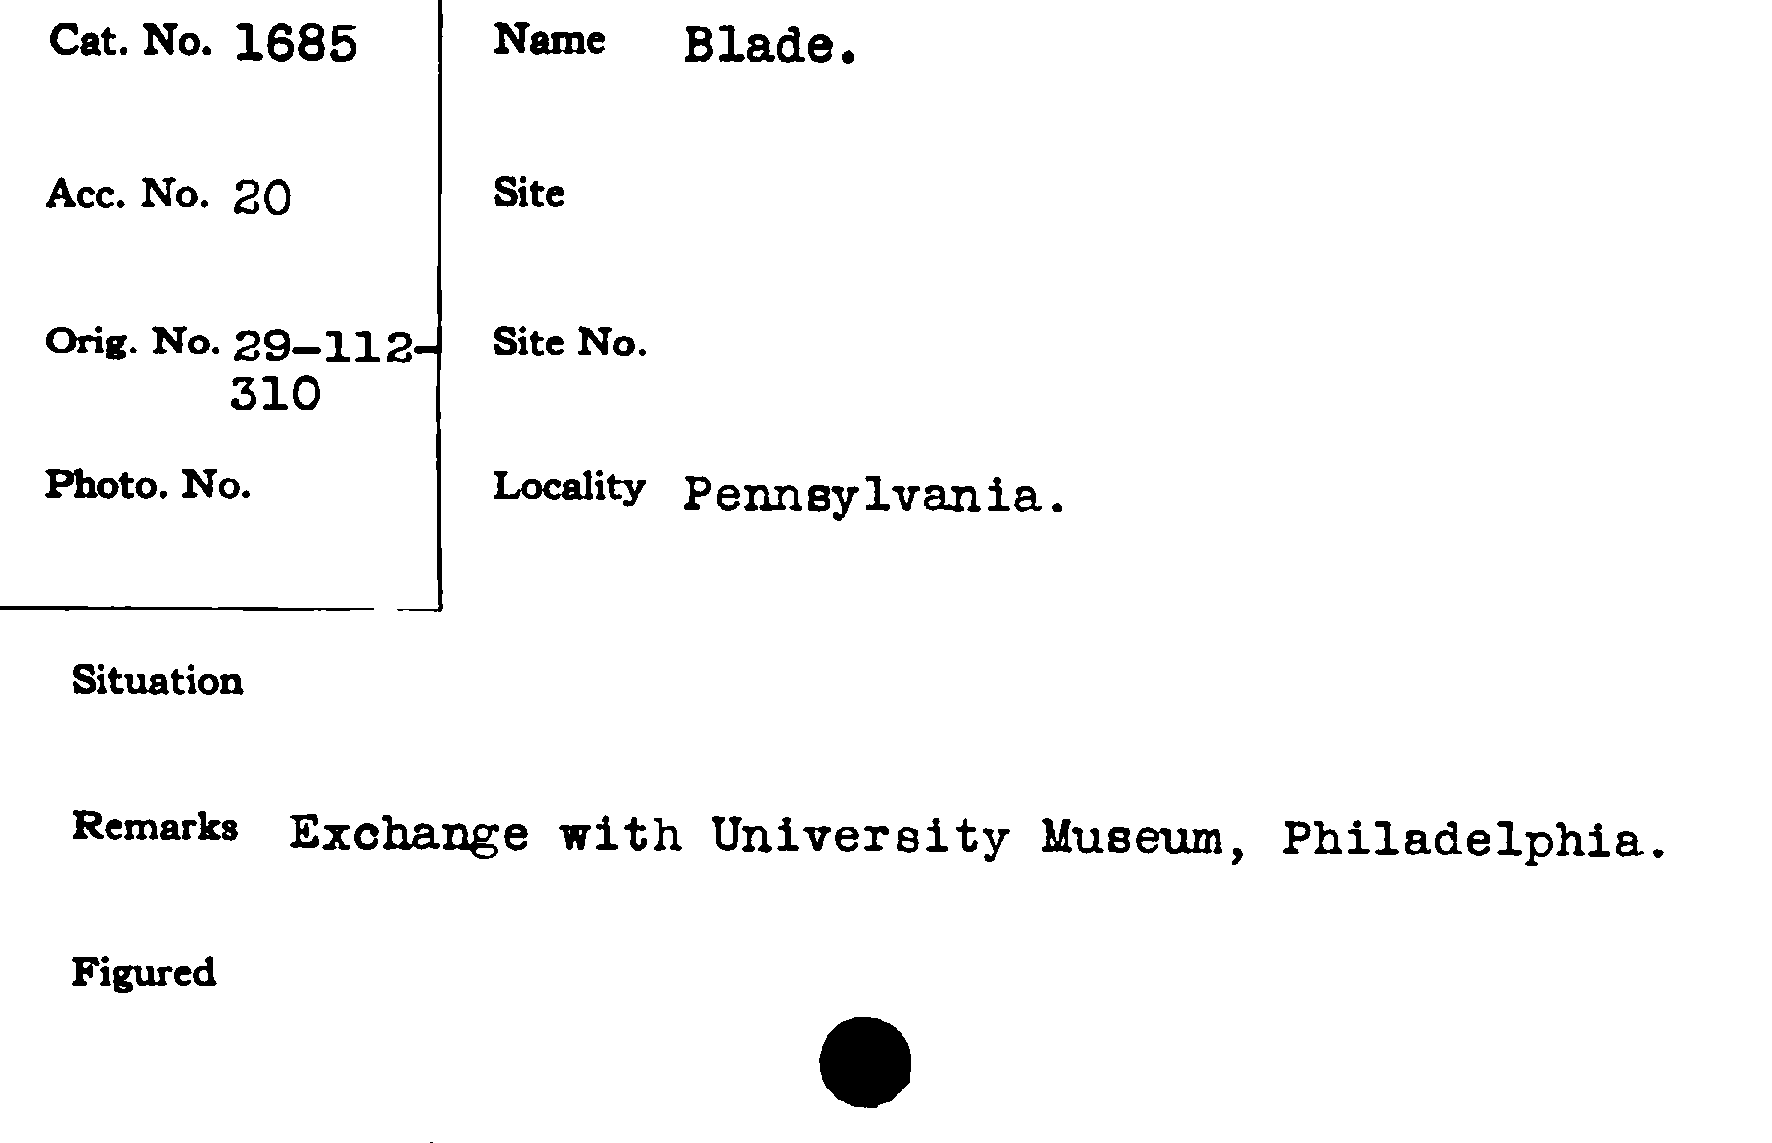 Cat. No. 1685
Name Blade.
Acc. No. 20
Site
Orig. No. 29-112-
310
Site No.
Photo. No.
Locality Pennsylvania.
Situation
Remarks Exchange with University Museum, Philadelphia.
Figured